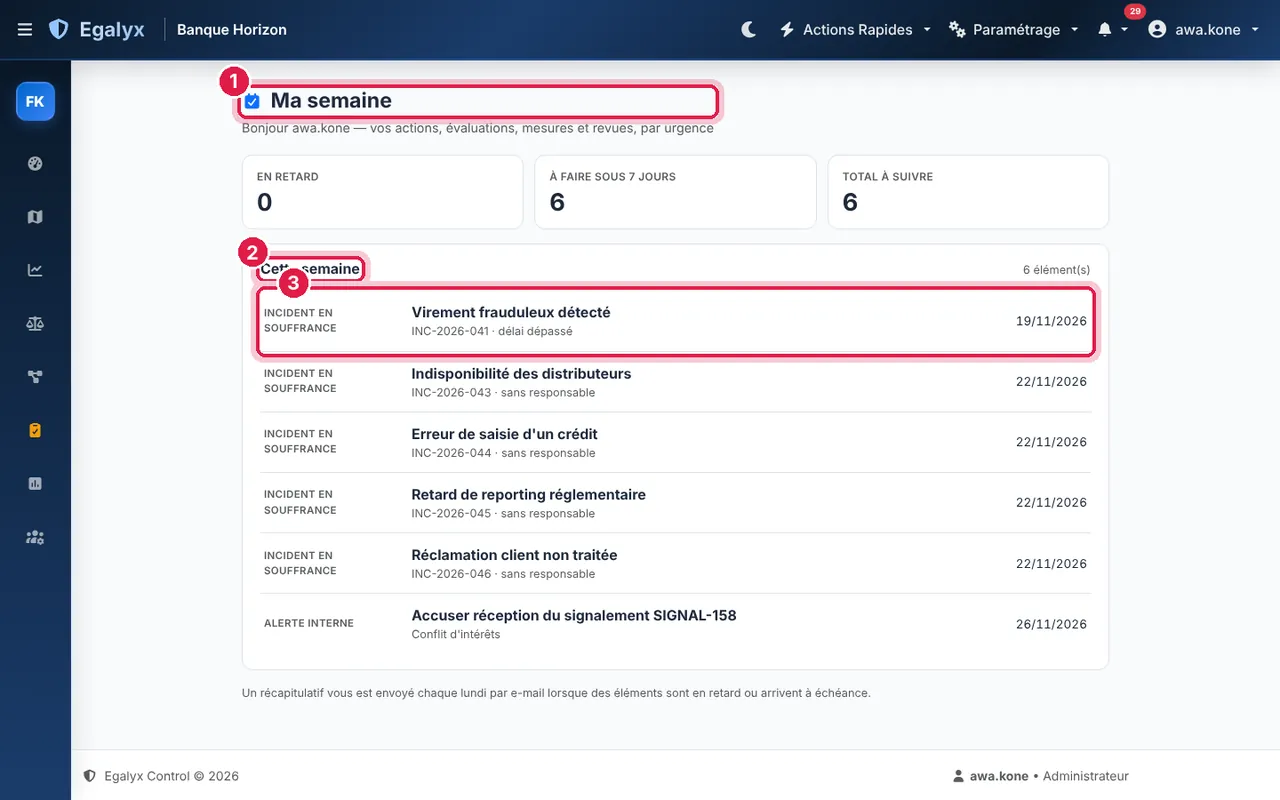 Egalyx
Banque Horizon
Actions Rapides
Paramétrage
29
awa.kone
FK
1
Ma semaine
Bonjour awa.kone — vos actions, évaluations, mesures et revues, par urgence
EN RETARD
0
À FAIRE SOUS 7 JOURS
6
TOTAL À SUIVRE
6
2
Cette semaine
6 élément(s)
3
INCIDENT EN
SOUFFRANCE
Virement frauduleux détecté
INC-2026-041 · délai dépassé
19/11/2026
INCIDENT EN
SOUFFRANCE
Indisponibilité des distributeurs
INC-2026-043 · sans responsable
22/11/2026
INCIDENT EN
SOUFFRANCE
Erreur de saisie d'un crédit
INC-2026-044 · sans responsable
22/11/2026
INCIDENT EN
SOUFFRANCE
Retard de reporting réglementaire
INC-2026-045 · sans responsable
22/11/2026
INCIDENT EN
SOUFFRANCE
Réclamation client non traitée
INC-2026-046 · sans responsable
22/11/2026
ALERTE INTERNE
Accuser réception du signalement SIGNAL-158
Conflit d'intérêts
26/11/2026
Un récapitulatif vous est envoyé chaque lundi par e-mail lorsque des éléments sont en retard ou arrivent à échéance.
Egalyx Control © 2026
awa.kone • Administrateur